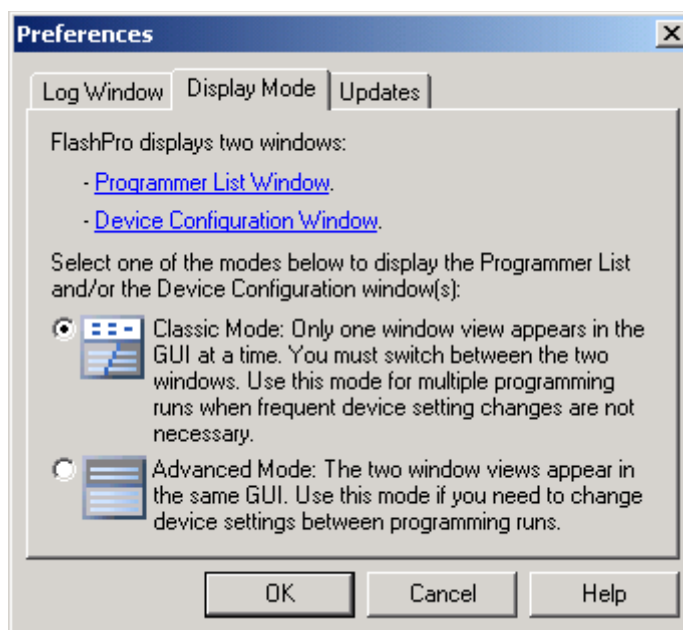 Preferences
Log Window Display Mode Updates
FlashPro displays two windows:
- Programmer List Window.
- Device Configuration Window.
Select one of the modes below to display the Programmer List
and/or the Device Configuration window(s):
Classic Mode: Only one window view appears in the
GUI at a time. You must switch between the two
windows. Use this mode for multiple programming
runs when frequent device setting changes are not
necessary.
Advanced Mode: The two window views appear in
the same GUI. Use this mode if you need to change
device settings between programming runs.
OK Cancel Help